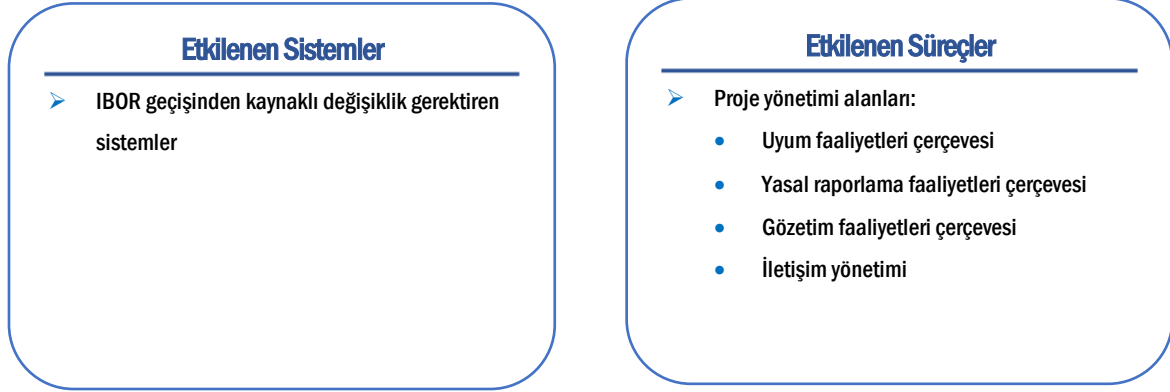 Etkilenen Sistemler
➢ IBOR geçişinden kaynaklı değişiklik gerektiren
sistemler
Etkilenen Süreçler
➢ Proje yönetimi alanları:
• Uyum faaliyetleri çerçevesi
• Yasal raporlama faaliyetleri çerçevesi
• Gözetim faaliyetleri çerçevesi
• İletişim yönetimi